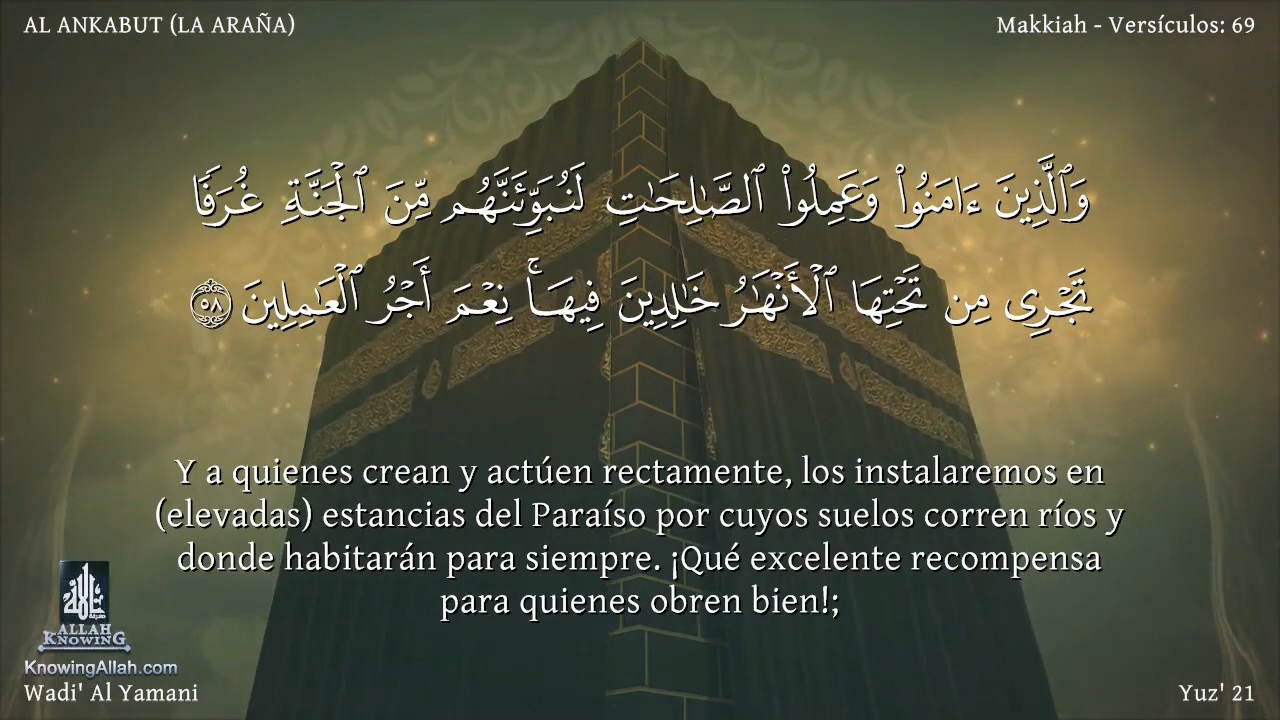 AL ANKABUT (LA ARAÑA)
Makkiah - Versículos: 69
وَٱلَّذِينَ ءَامَنُوا۟ وَعَمِلُوا۟ ٱلصَّـٰلِحَـٰتِ لَنُبَوِّئَنَّهُم مِّنَ ٱلْجَنَّةِ غُرَفًا
تَجْرِى مِن تَحْتِهَا ٱلْأَنْهَـٰرُ خَـٰلِدِينَ فِيهَا ۚ نِعْمَ أَجْرُ ٱلْعَـٰمِلِينَ ٥٨
Y a quienes crean y actúen rectamente, los instalaremos en
(elevadas) estancias del Paraíso por cuyos suelos corren ríos y
donde habitarán para siempre. ¡Qué excelente recompensa
para quienes obren bien!;
ALLAH
KNOWING
KnowingAllah.com
Wadi' Al Yamani
Yuz' 21